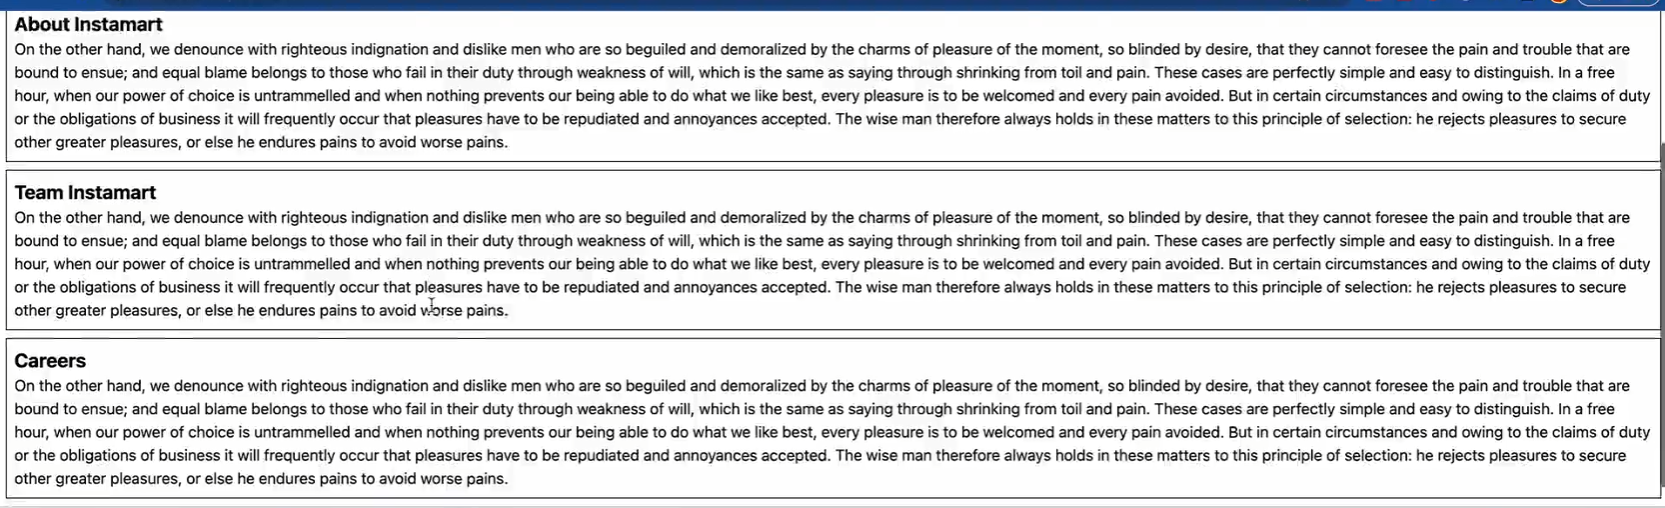 About Instamart
On the other hand, we denounce with righteous indignation and dislike men who are so beguiled and demoralized by the charms of pleasure of the moment, so blinded by desire, that they cannot foresee the pain and trouble that are
bound to ensue; and equal blame belongs to those who fail in their duty through weakness of will, which is the same as saying through shrinking from toil and pain. These cases are perfectly simple and easy to distinguish. In a free
hour, when our power of choice is untrammelled and when nothing prevents our being able to do what we like best, every pleasure is to be welcomed and every pain avoided. But in certain circumstances and owing to the claims of duty
or the obligations of business it will frequently occur that pleasures have to be repudiated and annoyances accepted. The wise man therefore always holds in these matters to this principle of selection: he rejects pleasures to secure
other greater pleasures, or else he endures pains to avoid worse pains.
Team Instamart
On the other hand, we denounce with righteous indignation and dislike men who are so beguiled and demoralized by the charms of pleasure of the moment, so blinded by desire, that they cannot foresee the pain and trouble that are
bound to ensue; and equal blame belongs to those who fail in their duty through weakness of will, which is the same as saying through shrinking from toil and pain. These cases are perfectly simple and easy to distinguish. In a free
hour, when our power of choice is untrammelled and when nothing prevents our being able to do what we like best, every pleasure is to be welcomed and every pain avoided. But in certain circumstances and owing to the claims of duty
or the obligations of business it will frequently occur that pleasures have to be repudiated and annoyances accepted. The wise man therefore always holds in these matters to this principle of selection: he rejects pleasures to secure
other greater pleasures, or else he endures pains to avoid worse pains.
Careers
On the other hand, we denounce with righteous indignation and dislike men who are so beguiled and demoralized by the charms of pleasure of the moment, so blinded by desire, that they cannot foresee the pain and trouble that are
bound to ensue; and equal blame belongs to those who fail in their duty through weakness of will, which is the same as saying through shrinking from toil and pain. These cases are perfectly simple and easy to distinguish. In a free
hour, when our power of choice is untrammelled and when nothing prevents our being able to do what we like best, every pleasure is to be welcomed and every pain avoided. But in certain circumstances and owing to the claims of duty
or the obligations of business it will frequently occur that pleasures have to be repudiated and annoyances accepted. The wise man therefore always holds in these matters to this principle of selection: he rejects pleasures to secure
other greater pleasures, or else he endures pains to avoid worse pains.